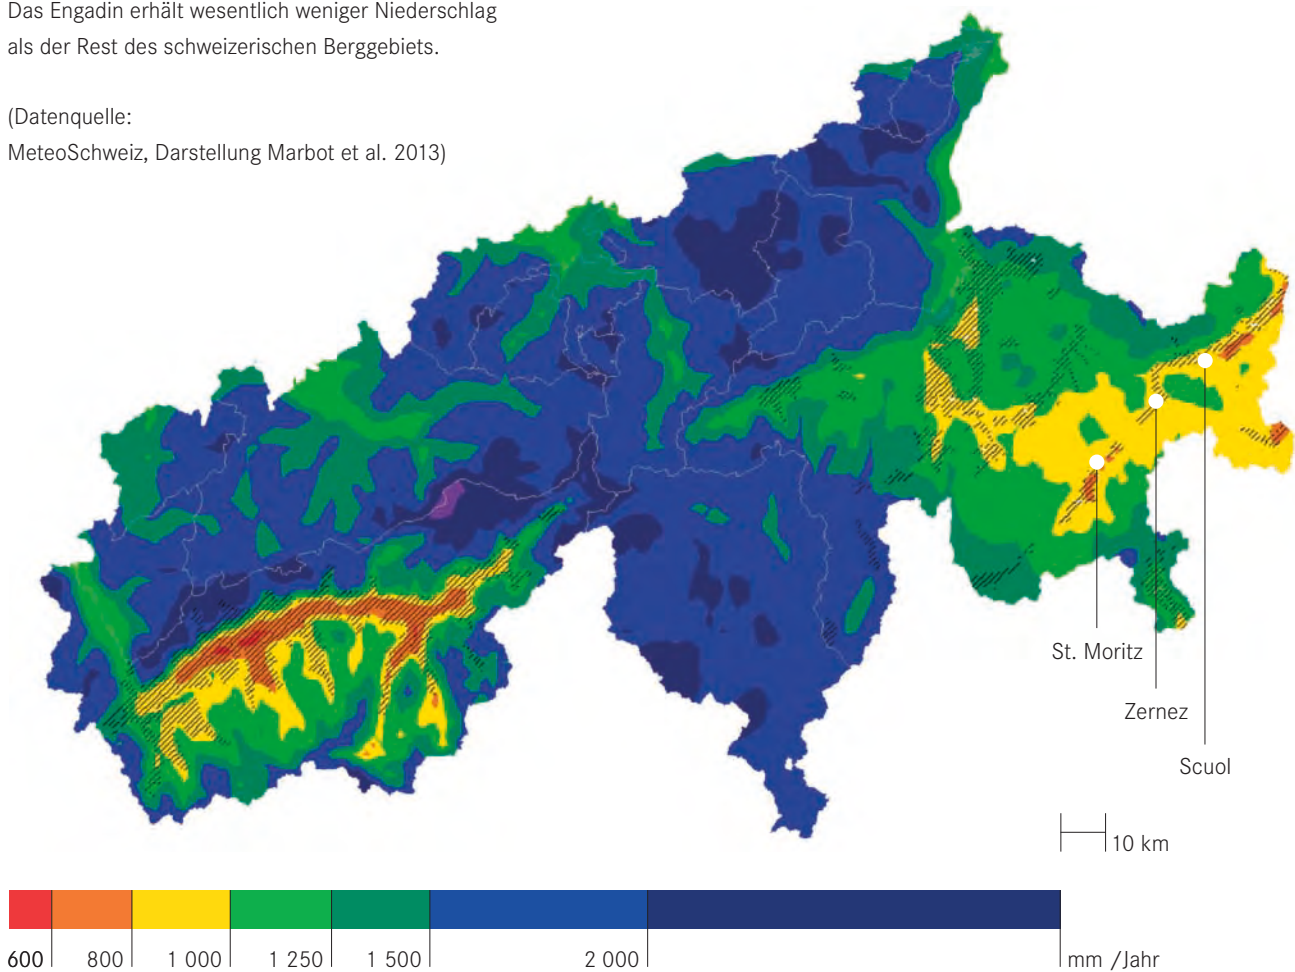 Das Engadin erhält wesentlich weniger Niederschlag
als der Rest des schweizerischen Berggebiets.
(Datenquelle:
MeteoSchweiz, Darstellung Marbot et al. 2013)
St. Moritz
Zernez
Scuol
10 km
600 800 1 000 1 250 1 500 2 000 mm /Jahr